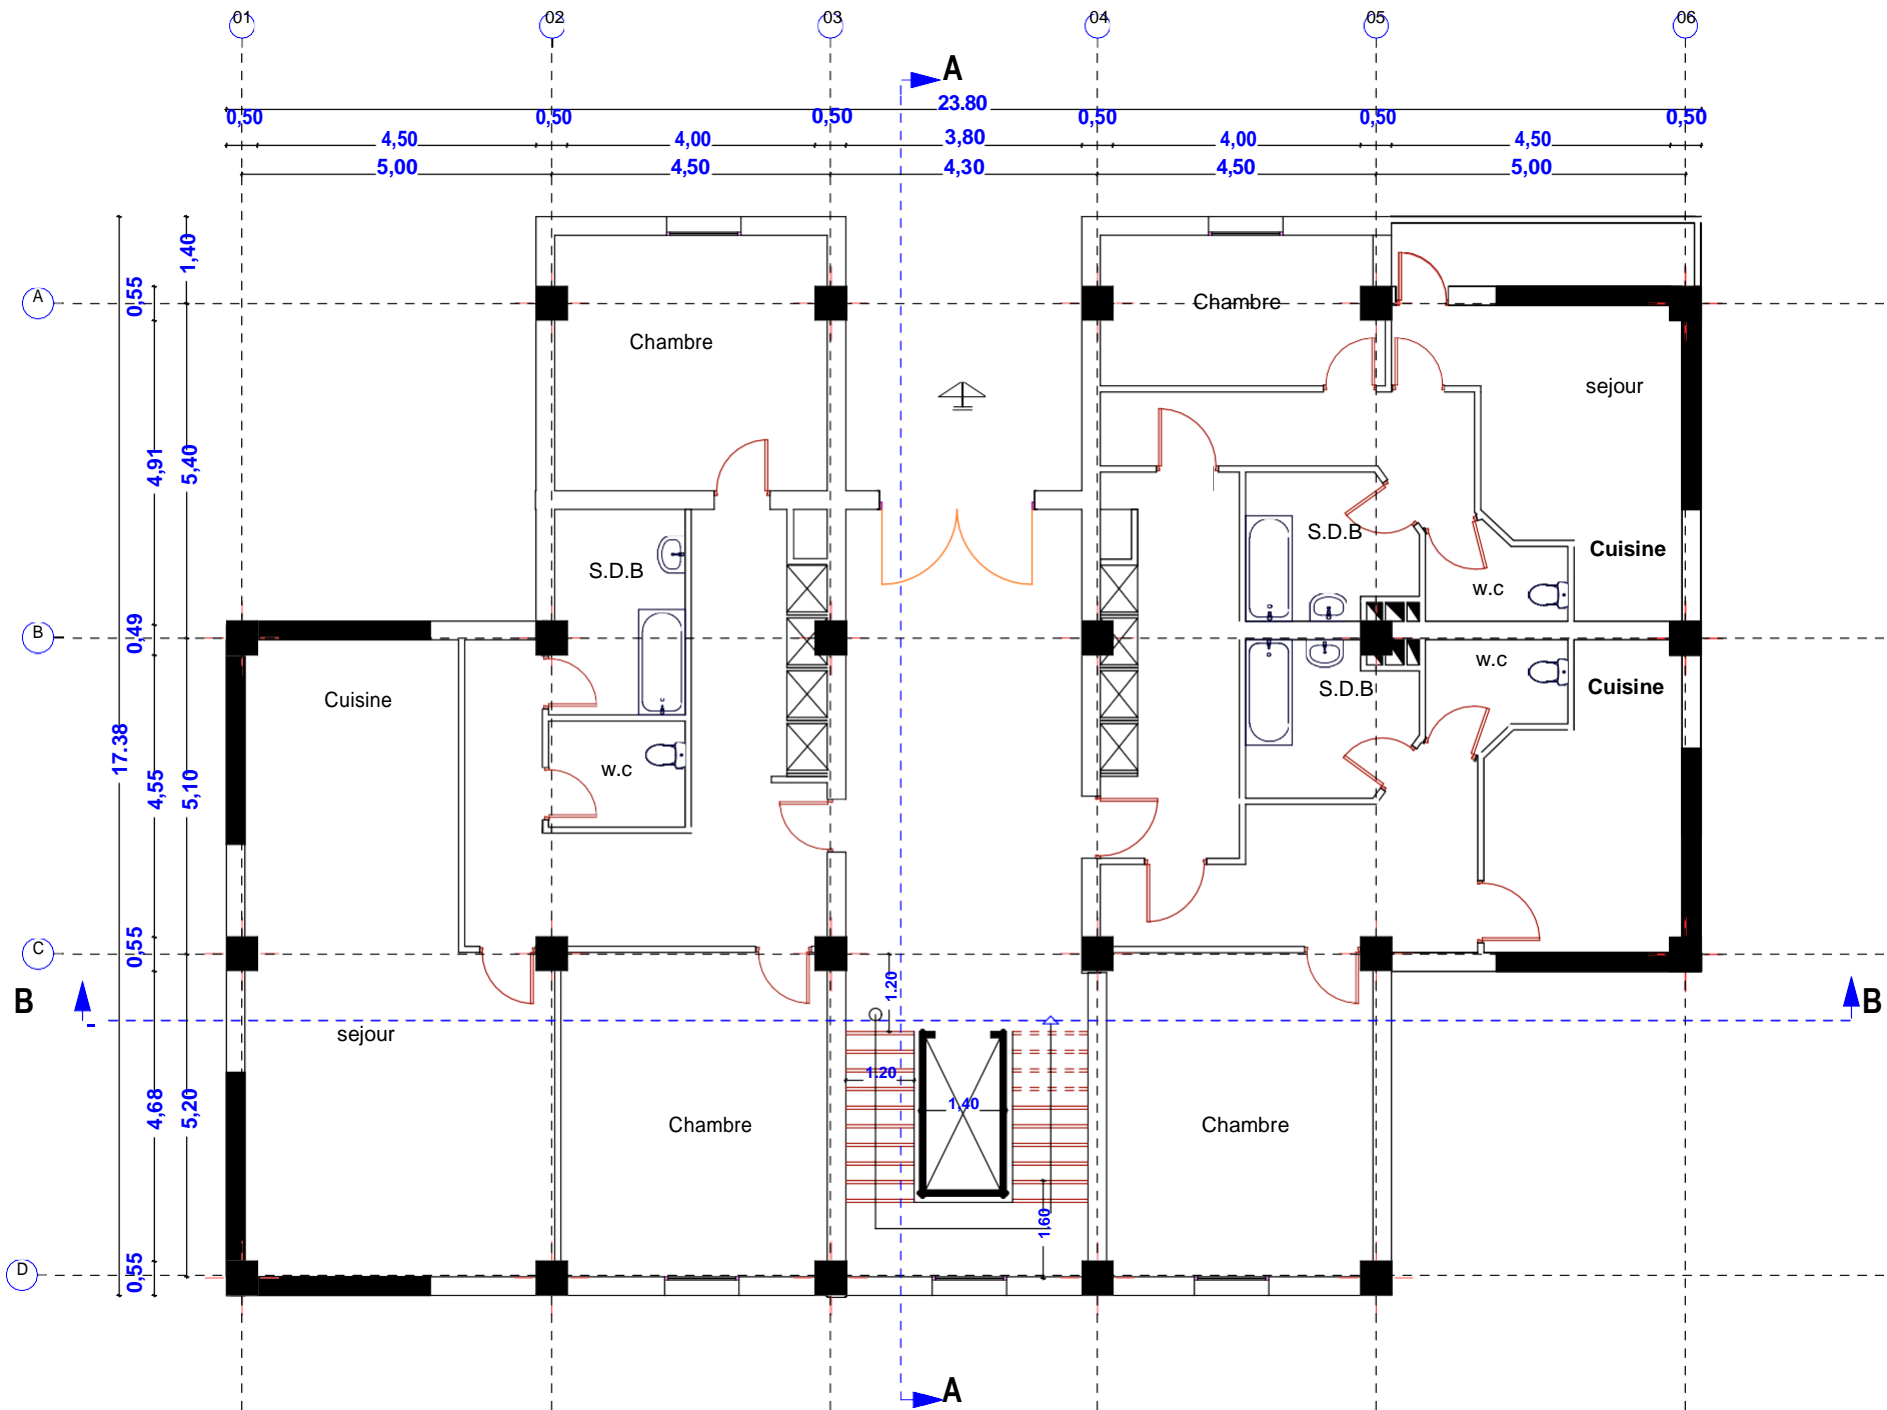 01 02 03 04 05 06
A
23.80
0,50 0,50 0,50 0,50 0,50 0,50
4,50 4,00 3,80 4,00 4,50
5,00 4,50 4,30 4,50 5,00
1,40
A
0,55
Chambre
Chambre
sejour
4,91
5,40
S.D.B
S.D.B
Cuisine
w.c
B
0,49
w.c
Cuisine
S.D.B
Cuisine
17.38
w.c
4,55
5,10
C
0,55
B
1.20
B
sejour
1.20
1,40
4,68
5,20
Chambre
Chambre
1.60
D
0,55
A